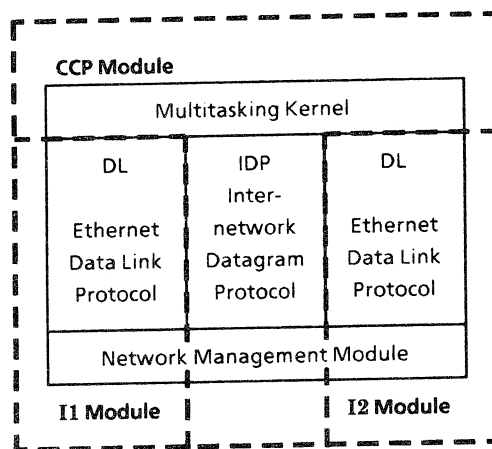 CCP Module
Multitasking Kernel
DL
Ethernet
Data Link
Protocol
IDP
Inter-
network
Datagram
Protocol
DL
Ethernet
Data Link
Protocol
Network Management Module
I1 Module
I2 Module